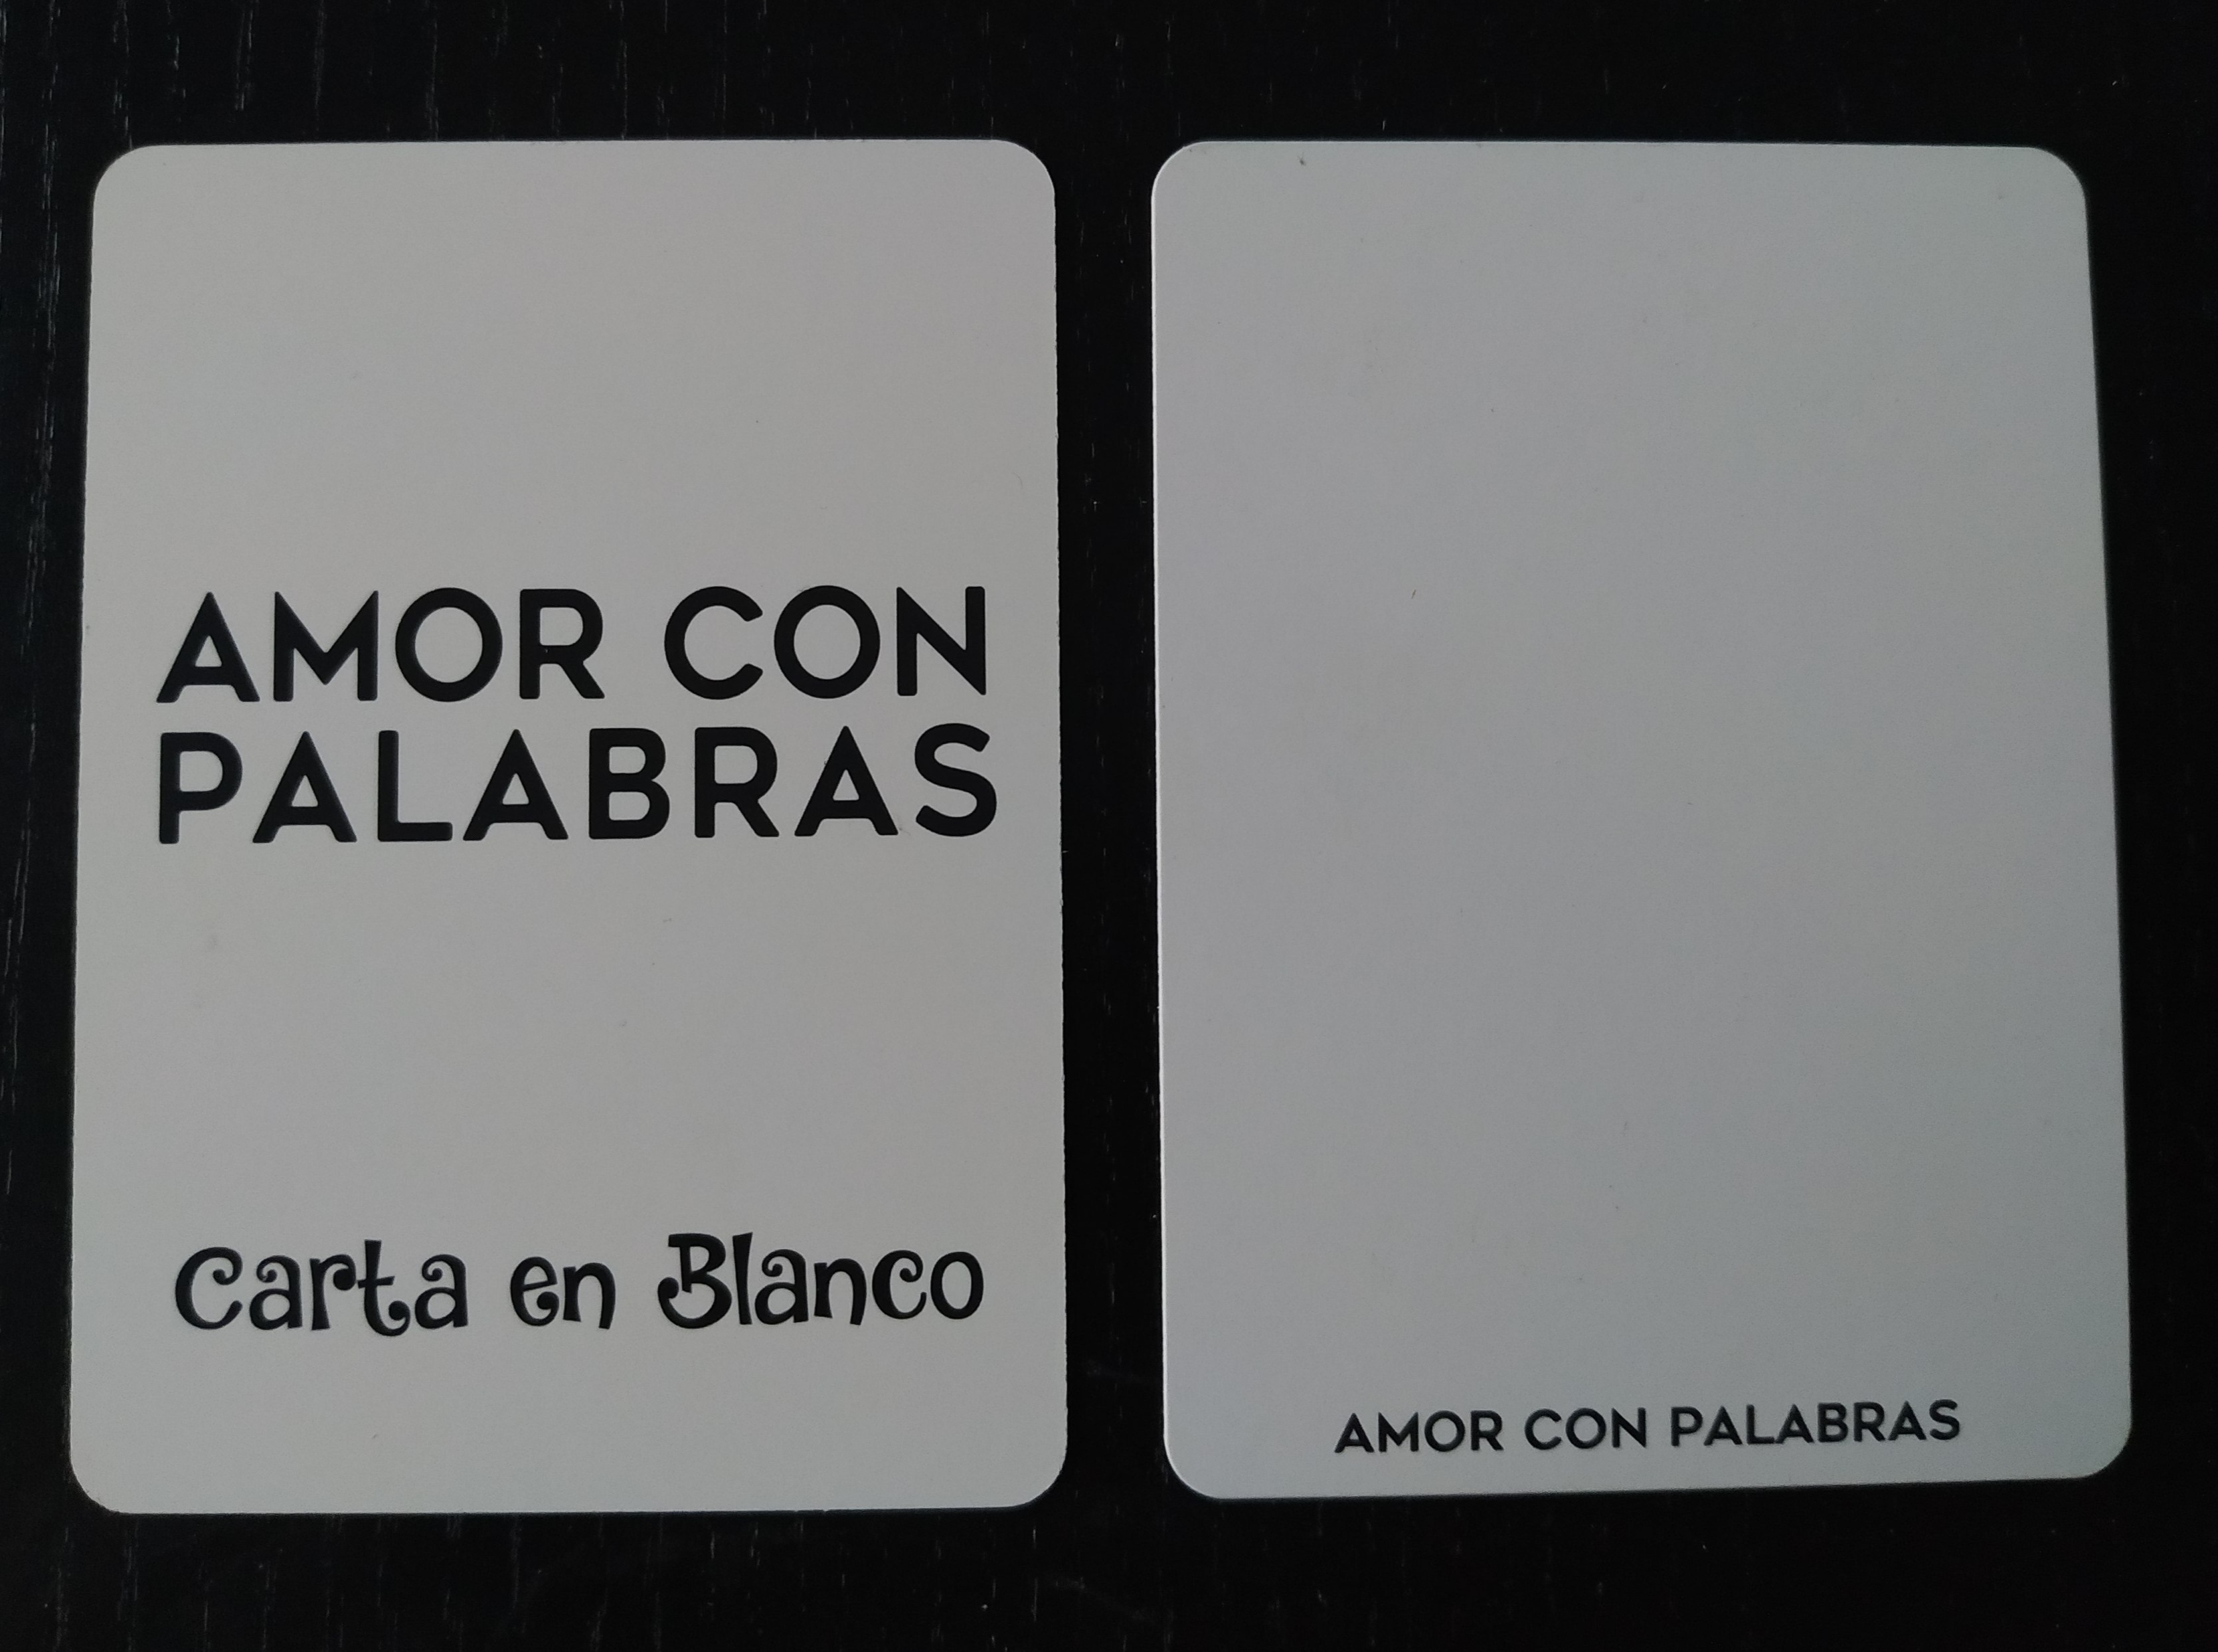 AMOR CON
PALABRAS
Carta en Blanco
AMOR CON PALABRAS